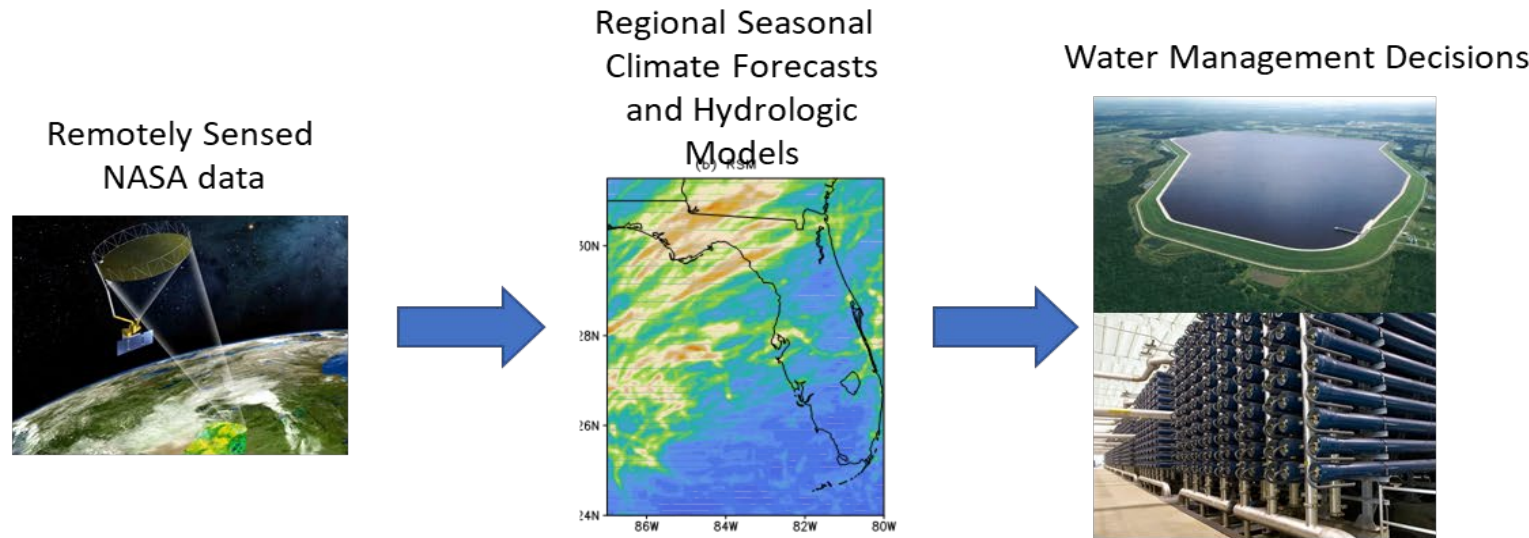 Remotely Sensed
NASA data
Regional Seasonal
Climate Forecasts
and Hydrologic
Models
(b) RSM
30N
28N
26N
24N
86W
84W
82W
80W
Water Management Decisions